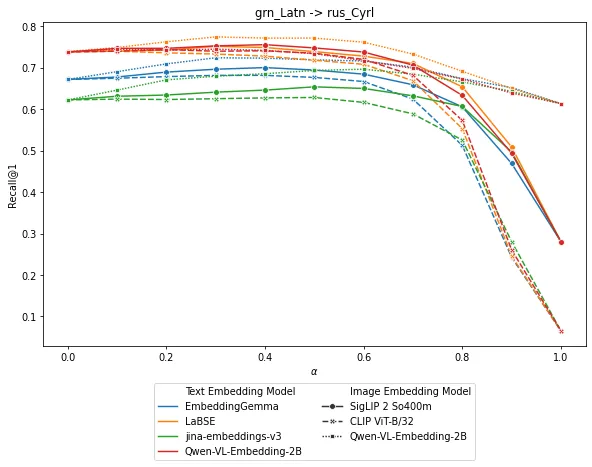 grn_Latn -> rus_Cyrl
0.8
0.7
0.6
0.5
0.4
0.3
0.2
0.1
Recall@1
0.0 0.2 0.4 0.6 0.8 1.0
α
Text Embedding Model Image Embedding Model
EmbeddingGemma SigLIP 2 So400m
LaBSE CLIP ViT-B/32
jina-embeddings-v3 Qwen-VL-Embedding-2B
Qwen-VL-Embedding-2B